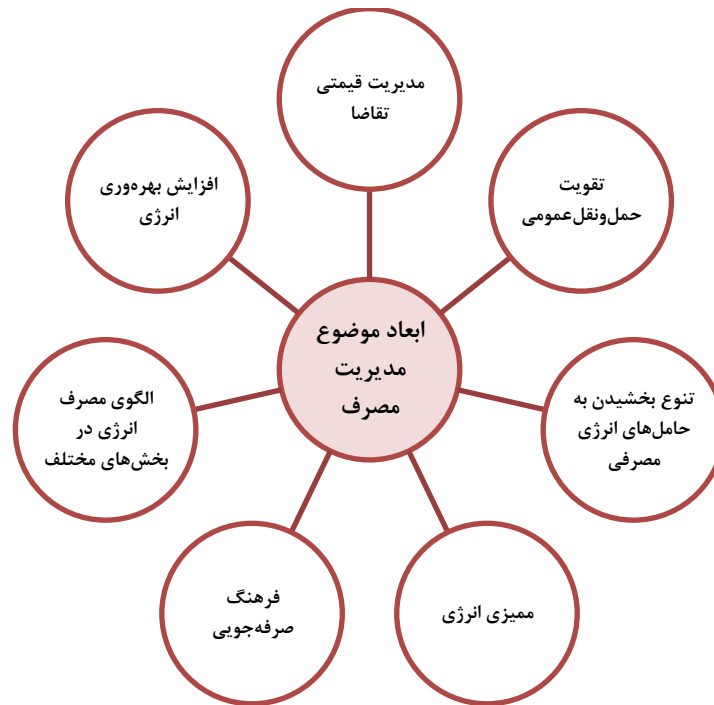 مدیریت قیمتی
تقاضا
تقویت
حمل‌ونقل‌عمومی
تنوع بخشیدن به
حامل‌های انرژی
مصرفی
ممیزی انرژی
فرهنگ
صرفه‌جویی
الگوی مصرف
انرژی در
بخش‌های مختلف
افزایش بهره‌وری
انرژی
ابعاد موضوع
مدیریت
مصرف